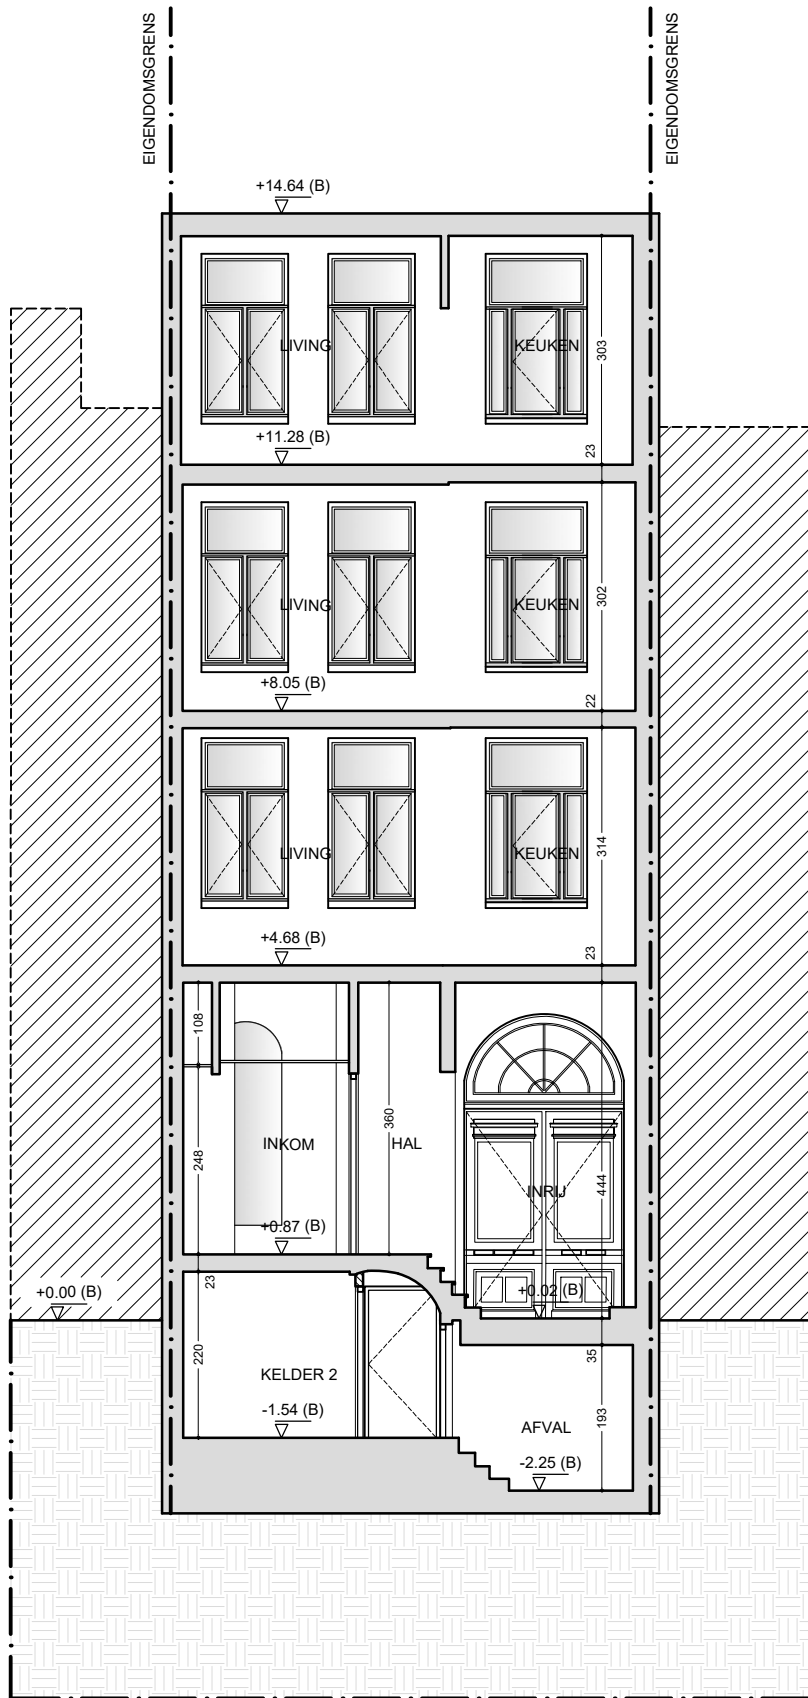 EIGENDOMSGRENS
EIGENDOMSGRENS
+14.64 (B)
LIVING
KEUKEN
303
+11.28 (B)
23
LIVING
KEUKEN
302
+8.05 (B)
22
LIVING
KEUKEN
314
+4.68 (B)
23
108
360
INKOM
HAL
248
INRIJ
444
+0.87 (B)
23
+0.00 (B)
+0.02 (B)
220
35
KELDER 2
-1.54 (B)
193
AFVAL
-2.25 (B)